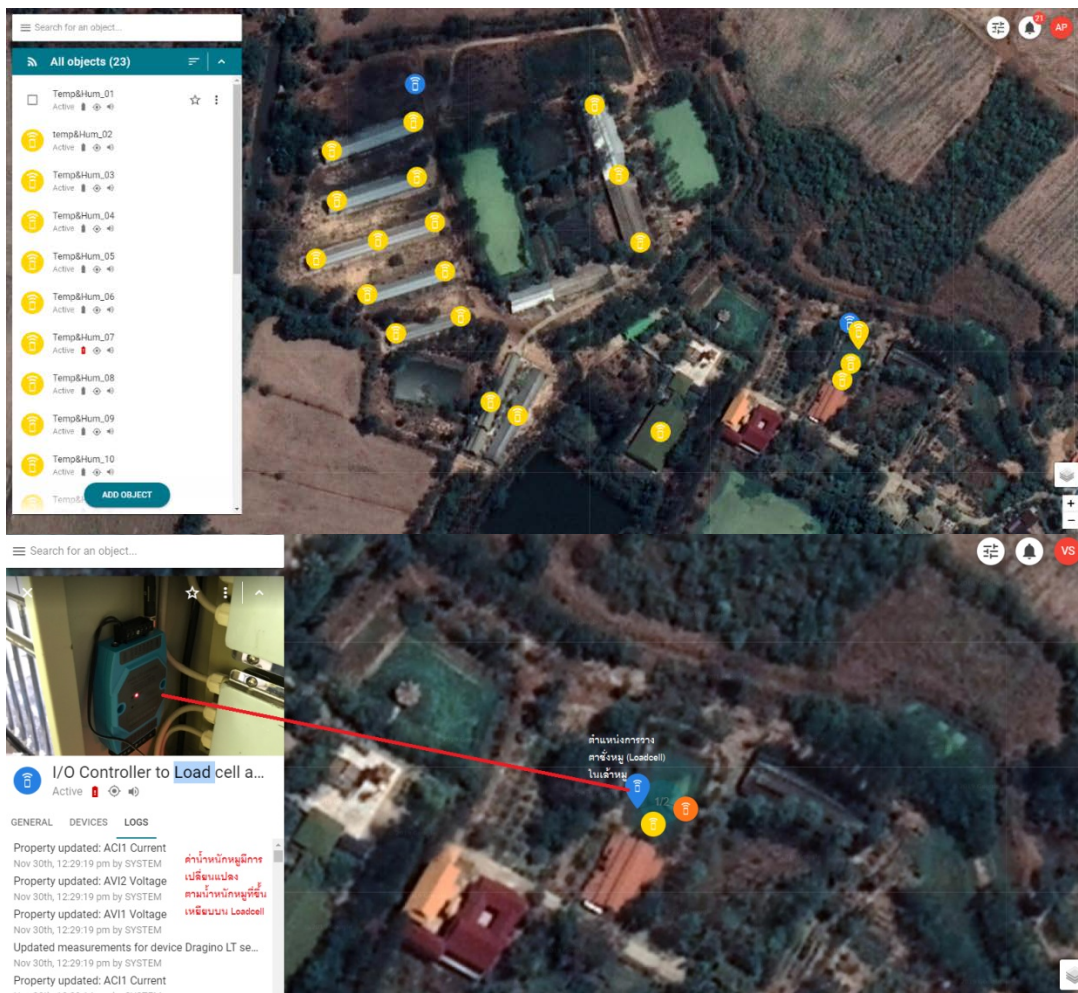 Search for an object...
21
AP
All objects (23)
Temp&Hum_01
Active
temp&Hum_02
Active
Temp&Hum_03
Active
Temp&Hum_04
Active
Temp&Hum_05
Active
Temp&Hum_06
Active
Temp&Hum_07
Active
Temp&Hum_08
Active
Temp&Hum_09
Active
Temp&Hum_10
Active
ADD OBJECT
Search for an object...
VS
ตำแหน่งการวาง
ตาชั่งหมู (Loadcell)
ในเล้าหมู
1/2
I/O Controller to Load cell a...
Active
GENERAL DEVICES LOGS
Property updated: ACI1 Current
Nov 30th, 12:29:19 pm by SYSTEM
Property updated: AVI2 Voltage
Nov 30th, 12:29:19 pm by SYSTEM
Property updated: AVI1 Voltage
Nov 30th, 12:29:19 pm by SYSTEM
Updated measurements for device Dragino LT se...
Nov 30th, 12:29:19 pm by SYSTEM
Property updated: ACI1 Current
ค่าน้ำหนักหมูมีการ
เปลี่ยนแปลง
ตามน้ำหนักหมูที่ขึ้น
เหยียบบน Loadcell